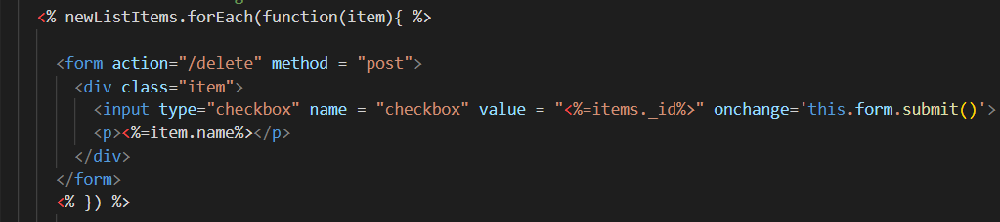 <% newListItems.forEach(function(item){ %>
<form action="/delete" method = "post">
<div class="item">
<input type="checkbox" name = "checkbox" value = "<%=items._id%>" onchange='this.form.submit()'>
<p><%=item.name%></p>
</div>
</form>
<% }) %>